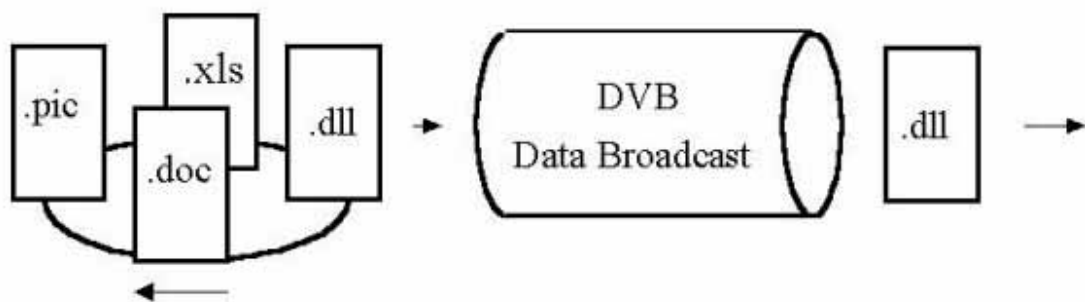 .pic
.xls
.doc
.dll
DVB
Data Broadcast
.dll